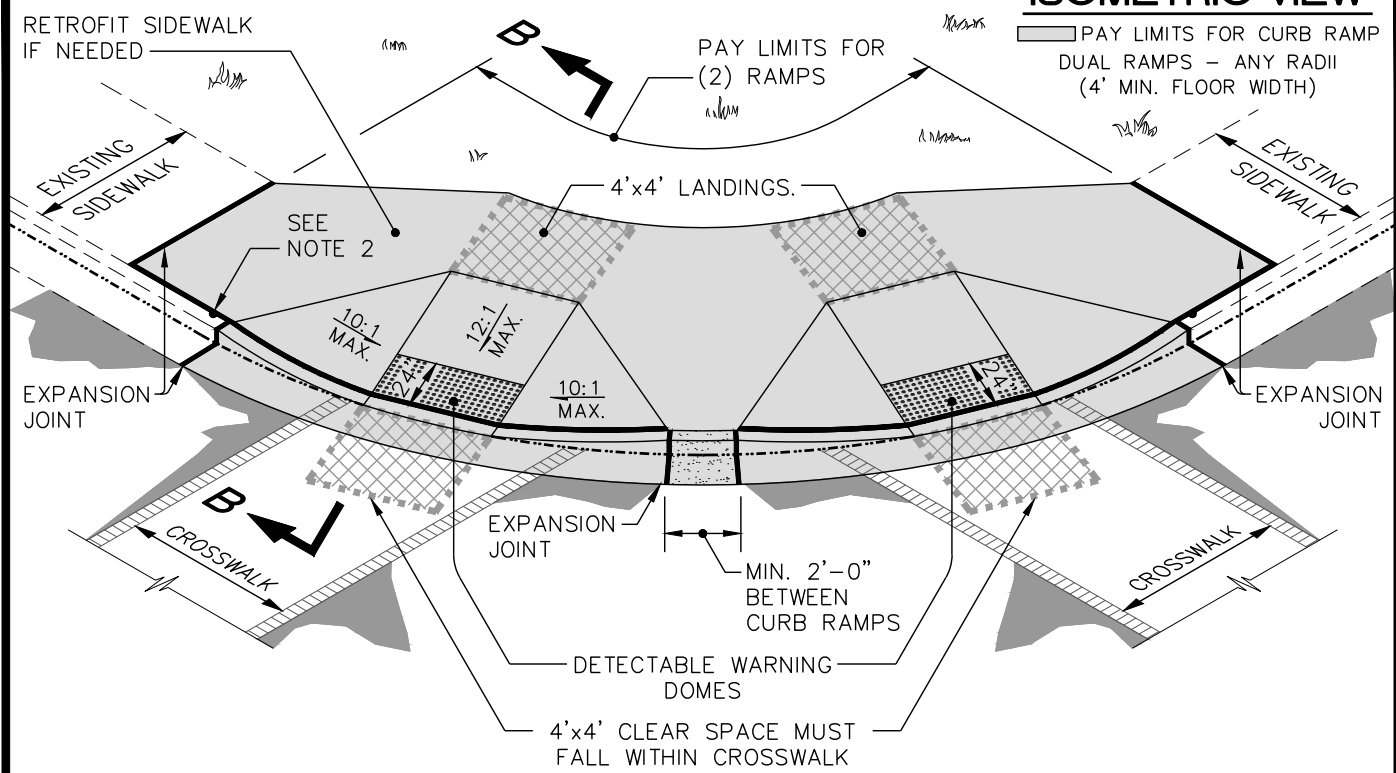 ISOMETRIC VIEW
PAY LIMITS FOR CURB RAMP
DUAL RAMPS – ANY RADII
(4' MIN. FLOOR WIDTH)
RETROFIT SIDEWALK
IF NEEDED
B
PAY LIMITS FOR
(2) RAMPS
EXISTING
SIDEWALK
4'x4' LANDINGS.
EXISTING
SIDEWALK
SEE
NOTE 2
10:1
MAX.
12:1
MAX.
24"
10:1
MAX.
24"
EXPANSION
JOINT
EXPANSION
JOINT
B
CROSSWALK
EXPANSION
JOINT
MIN. 2'-0"
BETWEEN
CURB RAMPS
CROSSWALK
DETECTABLE WARNING
DOMES
4'x4' CLEAR SPACE MUST
FALL WITHIN CROSSWALK